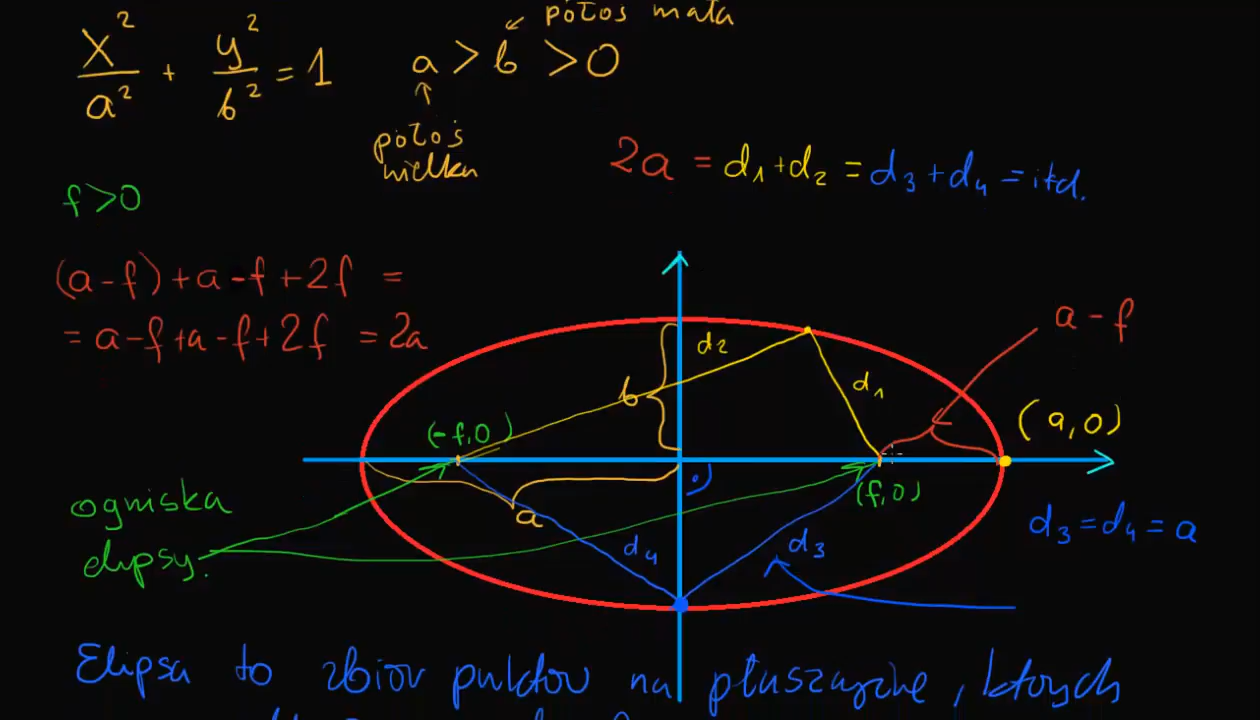 półoś mała
x²/a² + y²/b² = 1
a > b > 0
półoś
wielka
2a = d₁ + d₂ = d₃ + d₄ = itd.
f > 0
(a-f) + a - f + 2f =
= a - f + a - f + 2f = 2a
a - f
d₂
d₁
b
(-f,0)
(a,0)
a
(f,0)
ogniska
elipsy.
d₄
d₃
d₃ = d₄ = a
Elipsa to zbiór punktów na płaszczyźnie, których